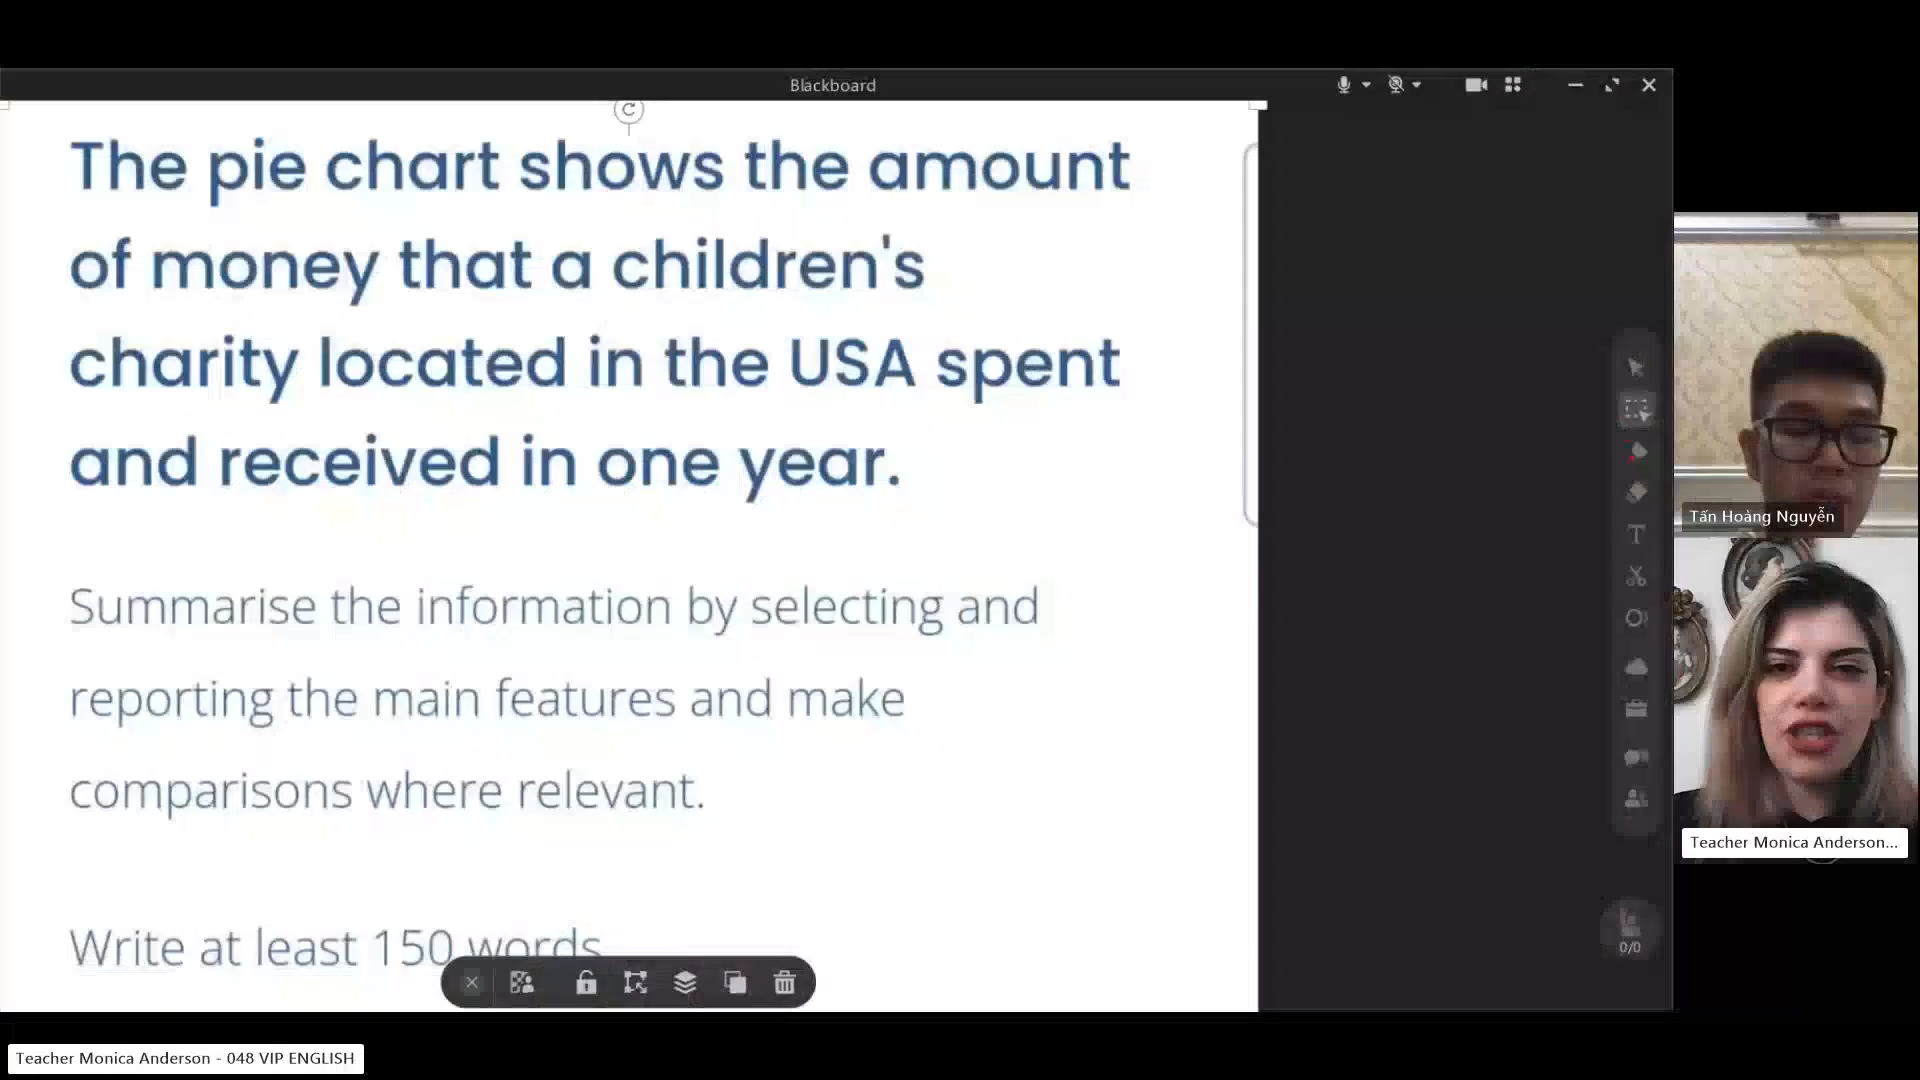 Blackboard
The pie chart shows the amount
of money that a children's
charity located in the USA spent
and received in one year.
Summarise the information by selecting and
reporting the main features and make
comparisons where relevant.
Write at least 150 words
Tấn Hoàng Nguyễn
Teacher Monica Anderson...
0/0
Teacher Monica Anderson - 048 VIP ENGLISH